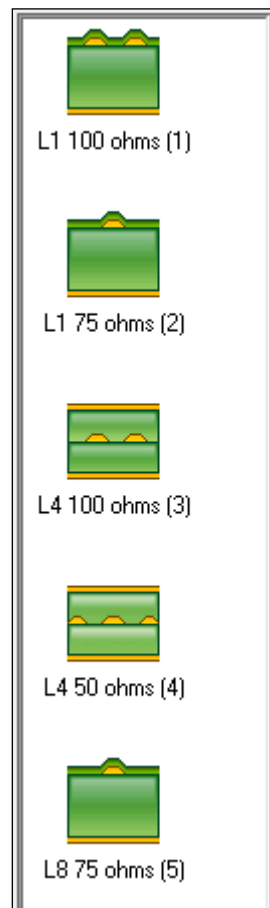 L1 100 ohms (1)
L1 75 ohms (2)
L4 100 ohms (3)
L4 50 ohms (4)
L8 75 ohms (5)